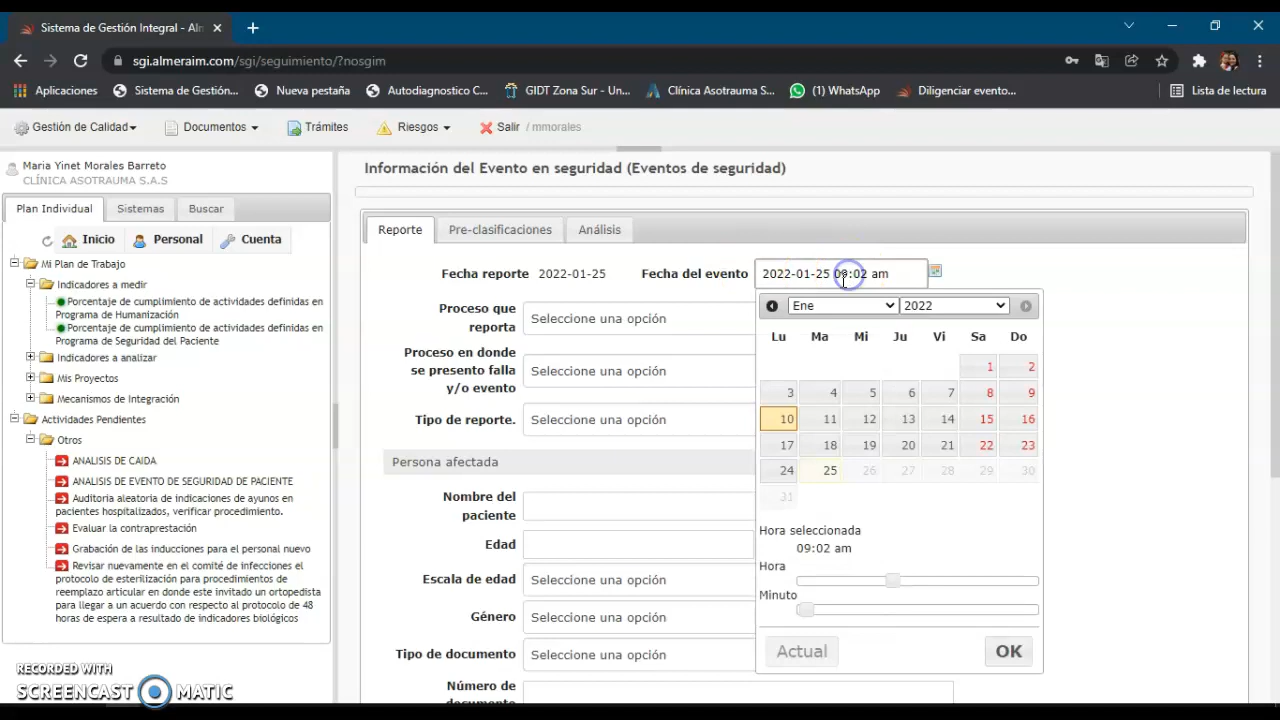 Sistema de Gestión Integral - Alm
sgi.almeraim.com/sgi/seguimiento/?nosgim
Aplicaciones Sistema de Gestión... Nueva pestaña Autodiagnostico C... GIDT Zona Sur - Un... Clínica Asotrauma S... (1) WhatsApp Diligenciar evento... Lista de lectura
Gestión de Calidad Documentos Trámites Riesgos Salir / mmorales
Maria Yinet Morales Barreto
CLÍNICA ASOTRAUMA S.A.S
Plan Individual Sistemas Buscar
Inicio Personal Cuenta
Mi Plan de Trabajo
Indicadores a medir
Porcentaje de cumplimiento de actividades definidas en
Programa de Humanización
Porcentaje de cumplimiento de actividades definidas en
Programa de Seguridad del Paciente
Indicadores a analizar
Mis Proyectos
Mecanismos de Integración
Actividades Pendientes
Otros
ANALISIS DE CAIDA
ANALISIS DE EVENTO DE SEGURIDAD DE PACIENTE
Auditoria aleatoria de indicaciones de ayunos en
pacientes hospitalizados, verificar procedimiento.
Evaluar la contraprestación
Grabación de las inducciones para el personal nuevo
Revisar nuevamente en el comité de infecciones el
protocolo de esterilización para procedimientos de
reemplazo articular en donde este invitado un ortopedista
para llegar a un acuerdo con respecto al protocolo de 48
horas de espera a resultado de indicadores biológicos
RECORDED WITH
SCREENCAST MATIC
Información del Evento en seguridad (Eventos de seguridad)
Reporte Pre-clasificaciones Análisis
Fecha reporte 2022-01-25 Fecha del evento 2022-01-25 09:02 am
Proceso que
reporta
Seleccione una opción
Proceso en donde
se presento falla
y/o evento
Seleccione una opción
Tipo de reporte. Seleccione una opción
Persona afectada
Nombre del
paciente
Edad
Escala de edad Seleccione una opción
Género Seleccione una opción
Tipo de documento Seleccione una opción
Número de
Ene 2022
Lu Ma Mi Ju Vi Sa Do
1 2
3 4 5 6 7 8 9
10 11 12 13 14 15 16
17 18 19 20 21 22 23
24 25 26 27 28 29 30
31
Hora seleccionada
09:02 am
Hora
Minuto
Actual OK